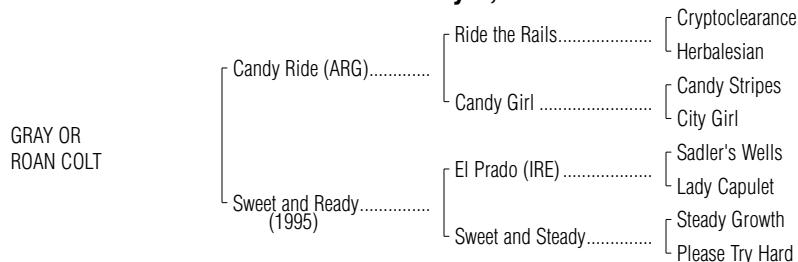 Cryptoclearance
Ride the Rails....................
Herbalesian
Candy Ride (ARG).............
Candy Stripes
Candy Girl ........................
City Girl
GRAY OR
ROAN COLT
Sadler's Wells
El Prado (IRE) ...................
Lady Capulet
Sweet and Ready...............
(1995)
Steady Growth
Sweet and Steady..............
Please Try Hard